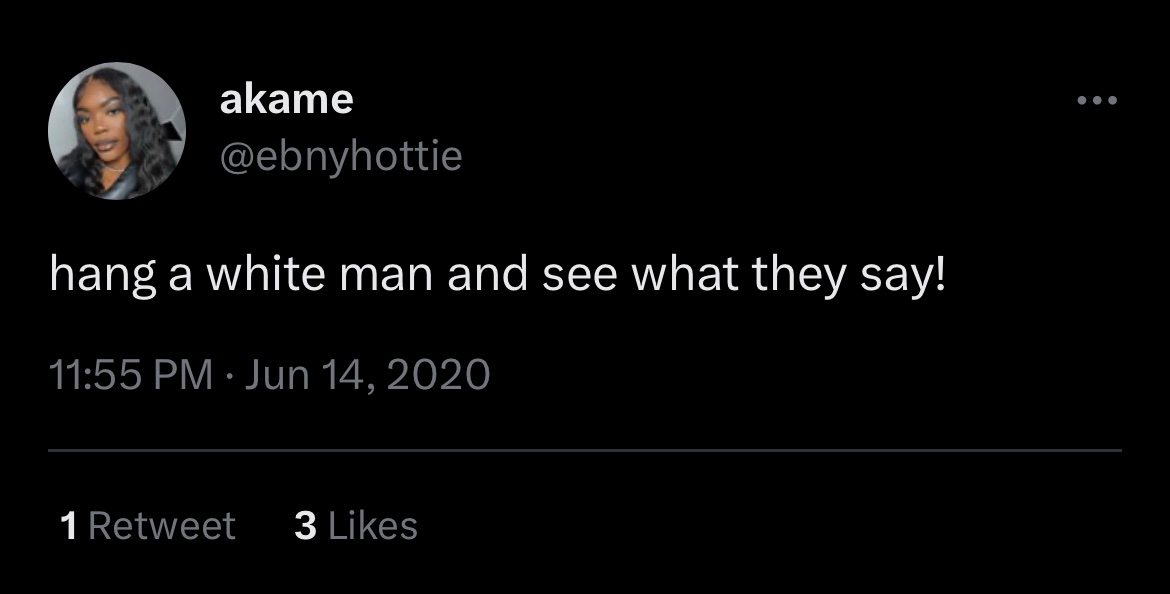 akame
@ebnyhottie
hang a white man and see what they say!
11:55 PM · Jun 14, 2020
1 Retweet 3 Likes